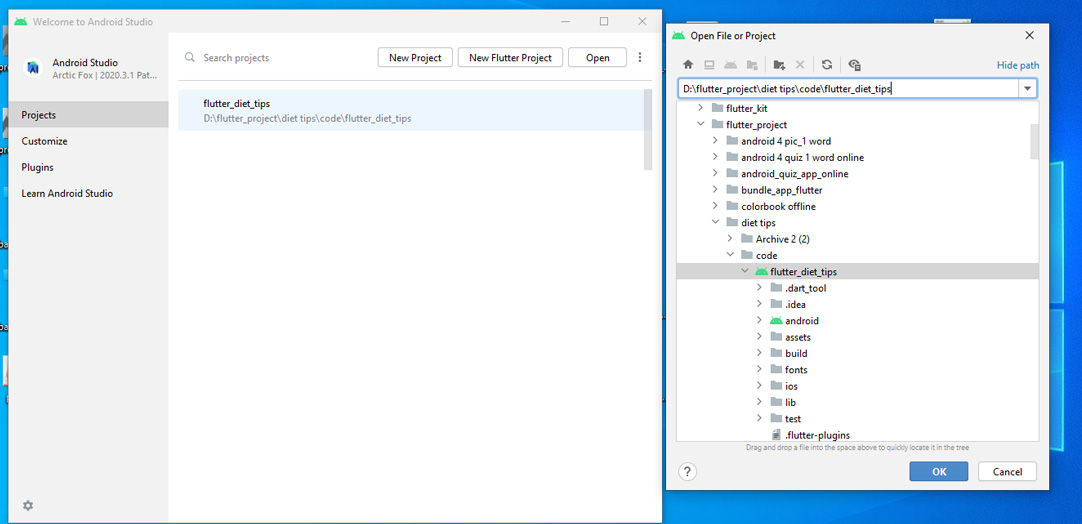 Welcome to Android Studio
Android Studio
Arctic Fox | 2020.3.1 Pat...
Projects
Customize
Plugins
Learn Android Studio
Search projects
New Project
New Flutter Project
Open
flutter_diet_tips
D:\flutter_project\diet tips\code\flutter_diet_tips
Open File or Project
Hide path
D:\flutter_project\diet tips\code\flutter_diet_tips
flutter_kit
flutter_project
android 4 pic_1 word
android 4 quiz 1 word online
android_quiz_app_online
bundle_app_flutter
colorbook offline
diet tips
Archive 2 (2)
code
flutter_diet_tips
.dart_tool
.idea
android
assets
build
fonts
ios
lib
test
.flutter-plugins
Drag and drop a file into the space above to quickly locate it in the tree
?
OK
Cancel